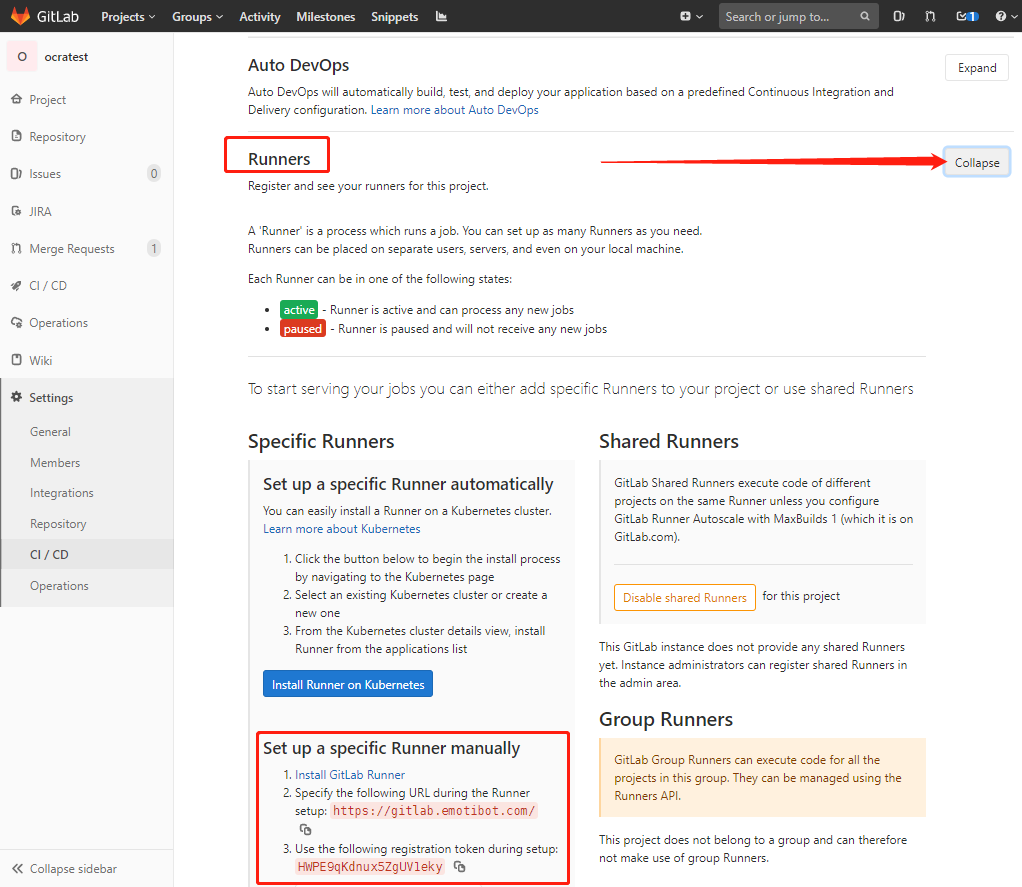 GitLab Projects Groups Activity Milestones Snippets Search or jump to... 1
O ocratest
Project
Repository
Issues 0
JIRA
Merge Requests 1
CI / CD
Operations
Wiki
Settings
General
Members
Integrations
Repository
CI / CD
Operations
Collapse sidebar
Auto DevOps
Expand
Auto DevOps will automatically build, test, and deploy your application based on a predefined Continuous Integration and
Delivery configuration. Learn more about Auto DevOps
Runners
Collapse
Register and see your runners for this project.
A 'Runner' is a process which runs a job. You can set up as many Runners as you need.
Runners can be placed on separate users, servers, and even on your local machine.
Each Runner can be in one of the following states:
• active - Runner is active and can process any new jobs
• paused - Runner is paused and will not receive any new jobs
To start serving your jobs you can either add specific Runners to your project or use shared Runners
Specific Runners
Set up a specific Runner automatically
You can easily install a Runner on a Kubernetes cluster.
Learn more about Kubernetes
1. Click the button below to begin the install process
by navigating to the Kubernetes page
2. Select an existing Kubernetes cluster or create a
new one
3. From the Kubernetes cluster details view, install
Runner from the applications list
Install Runner on Kubernetes
Set up a specific Runner manually
1. Install GitLab Runner
2. Specify the following URL during the Runner
setup: https://gitlab.emotibot.com/
3. Use the following registration token during setup:
HWPE9qKdnux5ZgUV1eky
Shared Runners
GitLab Shared Runners execute code of different
projects on the same Runner unless you configure
GitLab Runner Autoscale with MaxBuilds 1 (which it is on
GitLab.com).
Disable shared Runners for this project
This GitLab instance does not provide any shared Runners
yet. Instance administrators can register shared Runners in
the admin area.
Group Runners
GitLab Group Runners can execute code for all the
projects in this group. They can be managed using the
Runners API.
This project does not belong to a group and can therefore
not make use of group Runners.